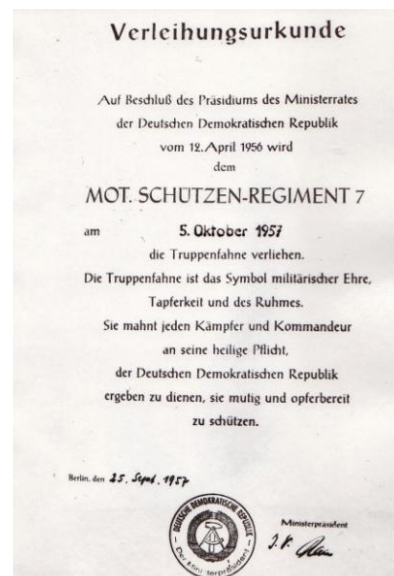 Verleihungsurkunde
Auf Beschluß des Präsidiums des Ministerrates
der Deutschen Demokratischen Republik
vom 12. April 1956 wird
dem
MOT. SCHÜTZEN-REGIMENT 7
am 5. Oktober 1957
die Truppenfahne verliehen.
Die Truppenfahne ist das Symbol militärischer Ehre,
Tapferkeit und des Ruhmes.
Sie mahnt jeden Kämpfer und Kommandeur
an seine heilige Pflicht,
der Deutschen Demokratischen Republik
ergeben zu dienen, sie mutig und opferbereit
zu schützen.
Berlin, den 25. Sept. 1957
DEUTSCHE DEMOKRATISCHE REPUBLIK
Ministerpräsident